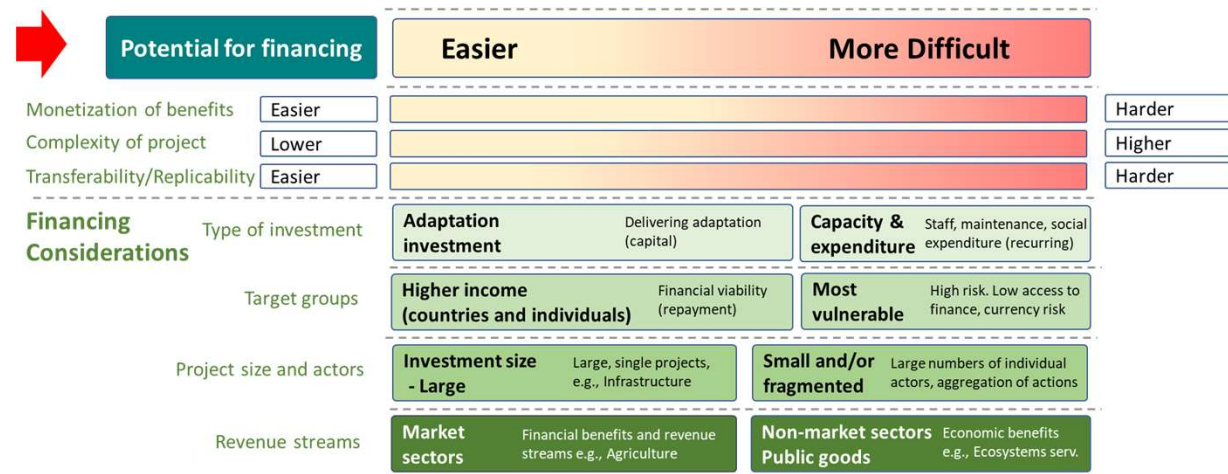 Potential for financing
Easier
More Difficult
Monetization of benefits
Easier
Harder
Complexity of project
Lower
Higher
Transferability/Replicability
Easier
Harder
Financing
Considerations
Type of investment
Adaptation
investment
Delivering adaptation
(capital)
Capacity &
expenditure
Staff, maintenance, social
expenditure (recurring)
Target groups
Higher income
(countries and individuals)
Financial viability
(repayment)
Most
vulnerable
High risk. Low access to
finance, currency risk
Project size and actors
Investment size
- Large
Large, single projects,
e.g., Infrastructure
Small and/or
fragmented
Large numbers of individual
actors, aggregation of actions
Revenue streams
Market
sectors
Financial benefits and revenue
streams e.g., Agriculture
Non-market sectors
Public goods
Economic benefits
e.g., Ecosystems serv.